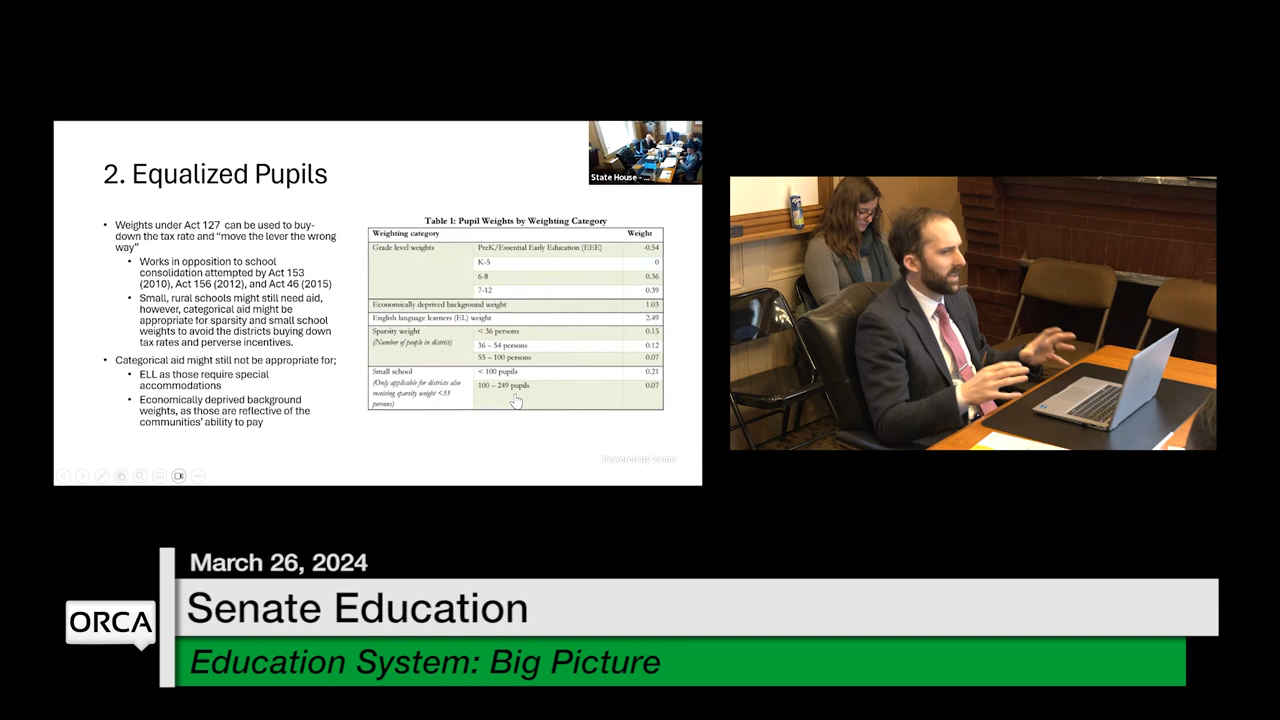 2. Equalized Pupils
State House - ...
• Weights under Act 127 can be used to buy-
down the tax rate and “move the lever the wrong
way”
• Works in opposition to school
consolidation attempted by Act 153
(2010), Act 156 (2012), and Act 46 (2015)
• Small, rural schools might still need aid,
however, categorical aid might be
appropriate for sparsity and small school
weights to avoid the districts buying down
tax rates and perverse incentives.
• Categorical aid might still not be appropriate for;
• ELL as those require special
accommodations
• Economically deprived background
weights, as those are reflective of the
communities’ ability to pay
Table 1: Pupil Weights by Weighting Category
Weighting category Weight
Grade level weights PreK/Essential Early Education (EEE) -0.54
K-5 0
6-8 0.36
7-12 0.39
Economically deprived background weight 1.03
English language learners (EL) weight 2.49
Sparsity weight < 36 persons 0.15
(Number of people in district) 36 – 54 persons 0.12
55 – 100 persons 0.07
Small school < 100 pupils 0.21
(Only applicable for districts also 100 – 249 pupils 0.07
receiving sparsity weight <55
persons)
Powered by Zoom
March 26, 2024
ORCA
Senate Education
Education System: Big Picture